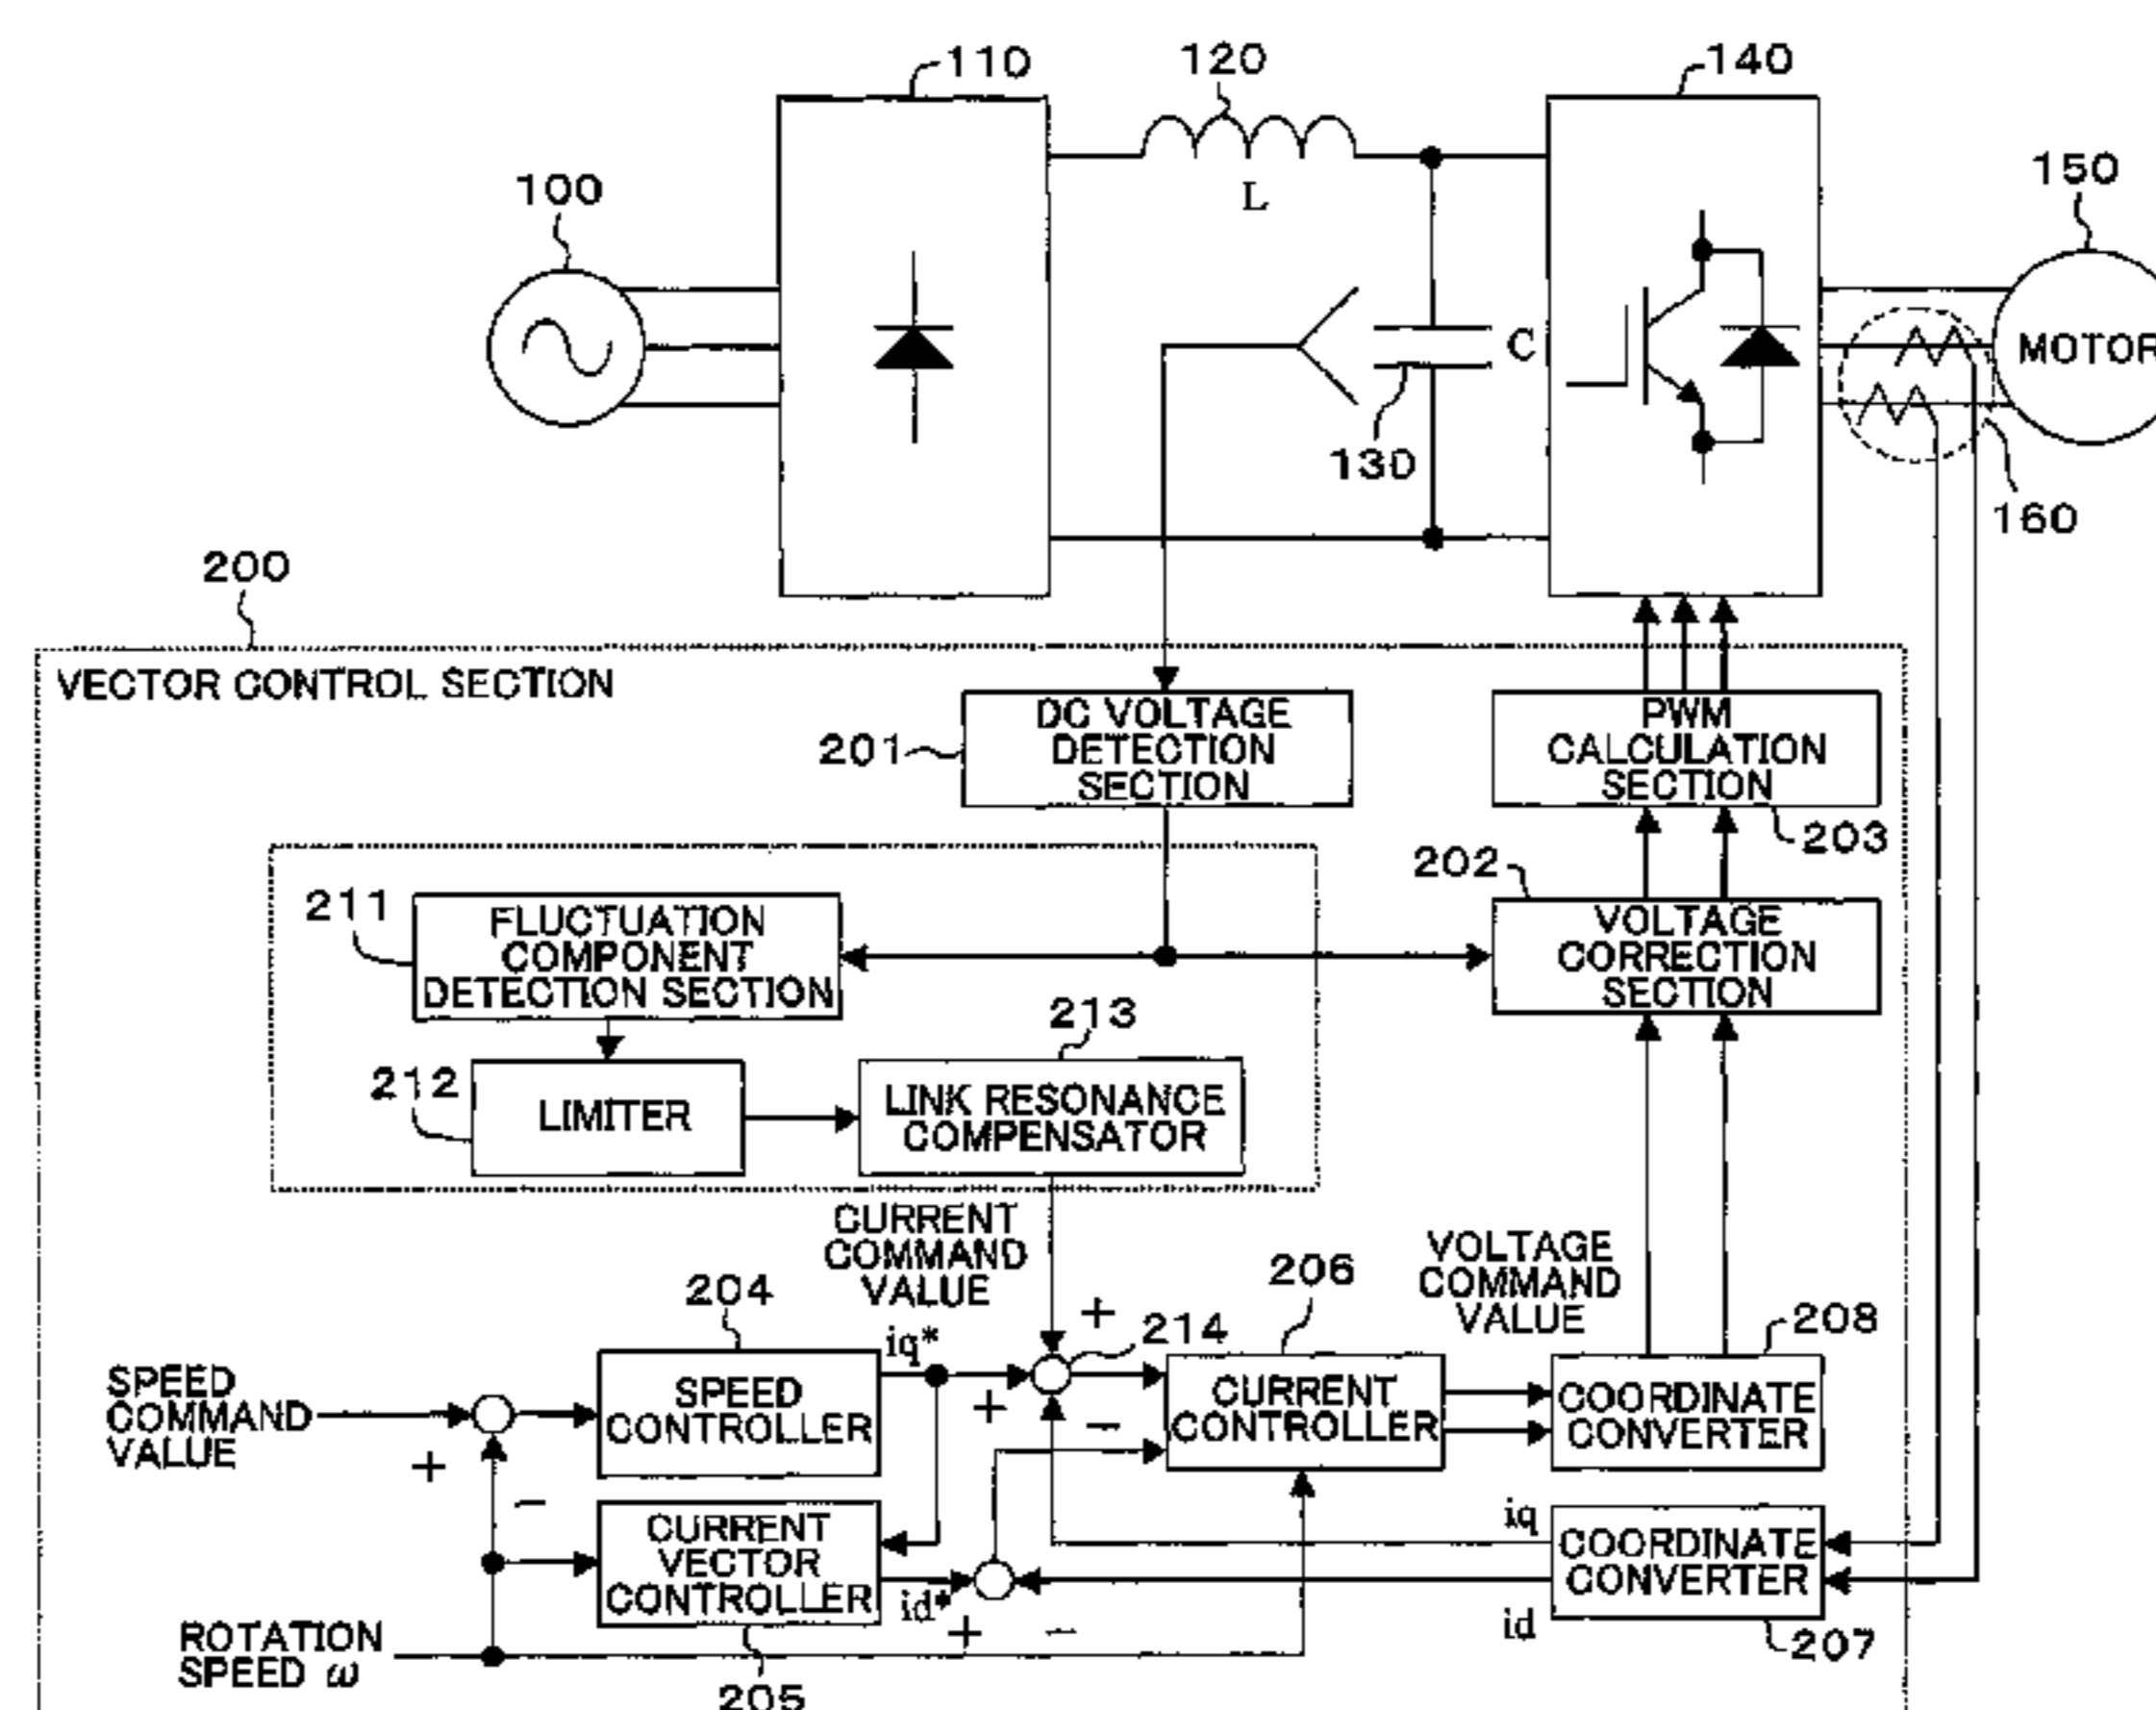 110
120
140
150
100
L
C
MOTOR
130
160
200
VECTOR CONTROL SECTION
DC VOLTAGE
DETECTION
SECTION
201
PWM
CALCULATION
SECTION
203
202
211
FLUCTUATION
COMPONENT
DETECTION SECTION
VOLTAGE
CORRECTION
SECTION
213
212
LIMITER
LINK RESONANCE
COMPENSATOR
CURRENT
COMMAND
VALUE
VOLTAGE
COMMAND
VALUE
204
206
208
iq*
+
214
SPEED
COMMAND
VALUE
SPEED
CONTROLLER
+
−
CURRENT
CONTROLLER
COORDINATE
CONVERTER
+
−
CURRENT
VECTOR
CONTROLLER
iq
COORDINATE
CONVERTER
id*
+
−
id
ROTATION
SPEED ω
207
205